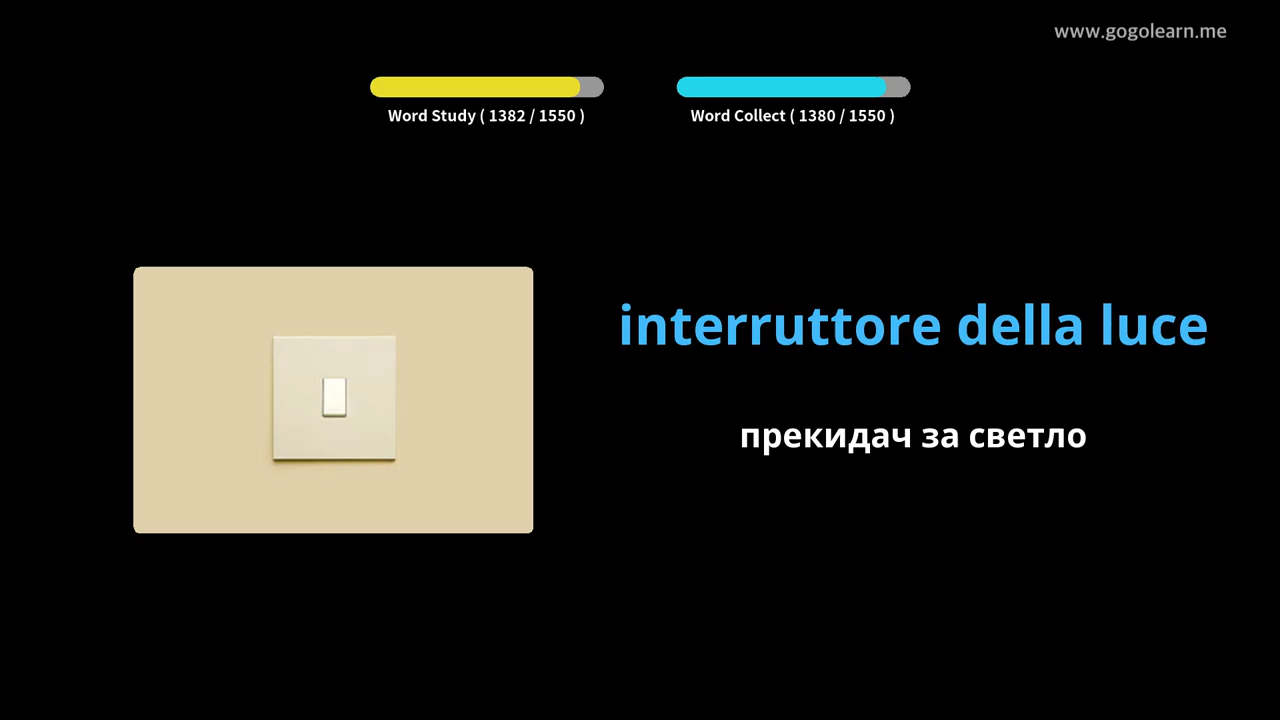 www.gogolearn.me
Word Study ( 1382 / 1550 )
Word Collect ( 1380 / 1550 )
interruttore della luce
прекидач за светло